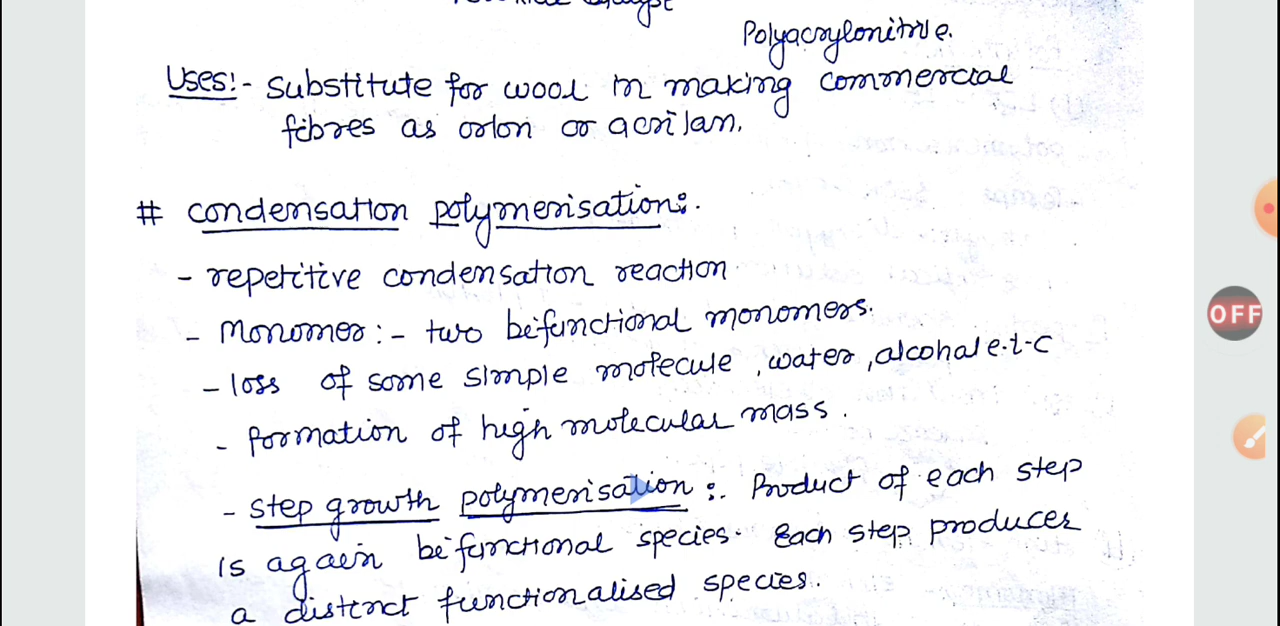 Polyacrylonitrile.
Uses:- Substitute for wool in making commercial
fibres as orlon or acrilan.
# condensation polymerisation:.
- repetitive condensation reaction
- Monomer:- two bifunctional monomers.
- loss of some simple molecule, water, alcohal e.t.c
- formation of high molecular mass.
- step growth polymerisation:. Product of each step
is again bifunctional species. Each step produces
a distinct functionalised species.
OFF